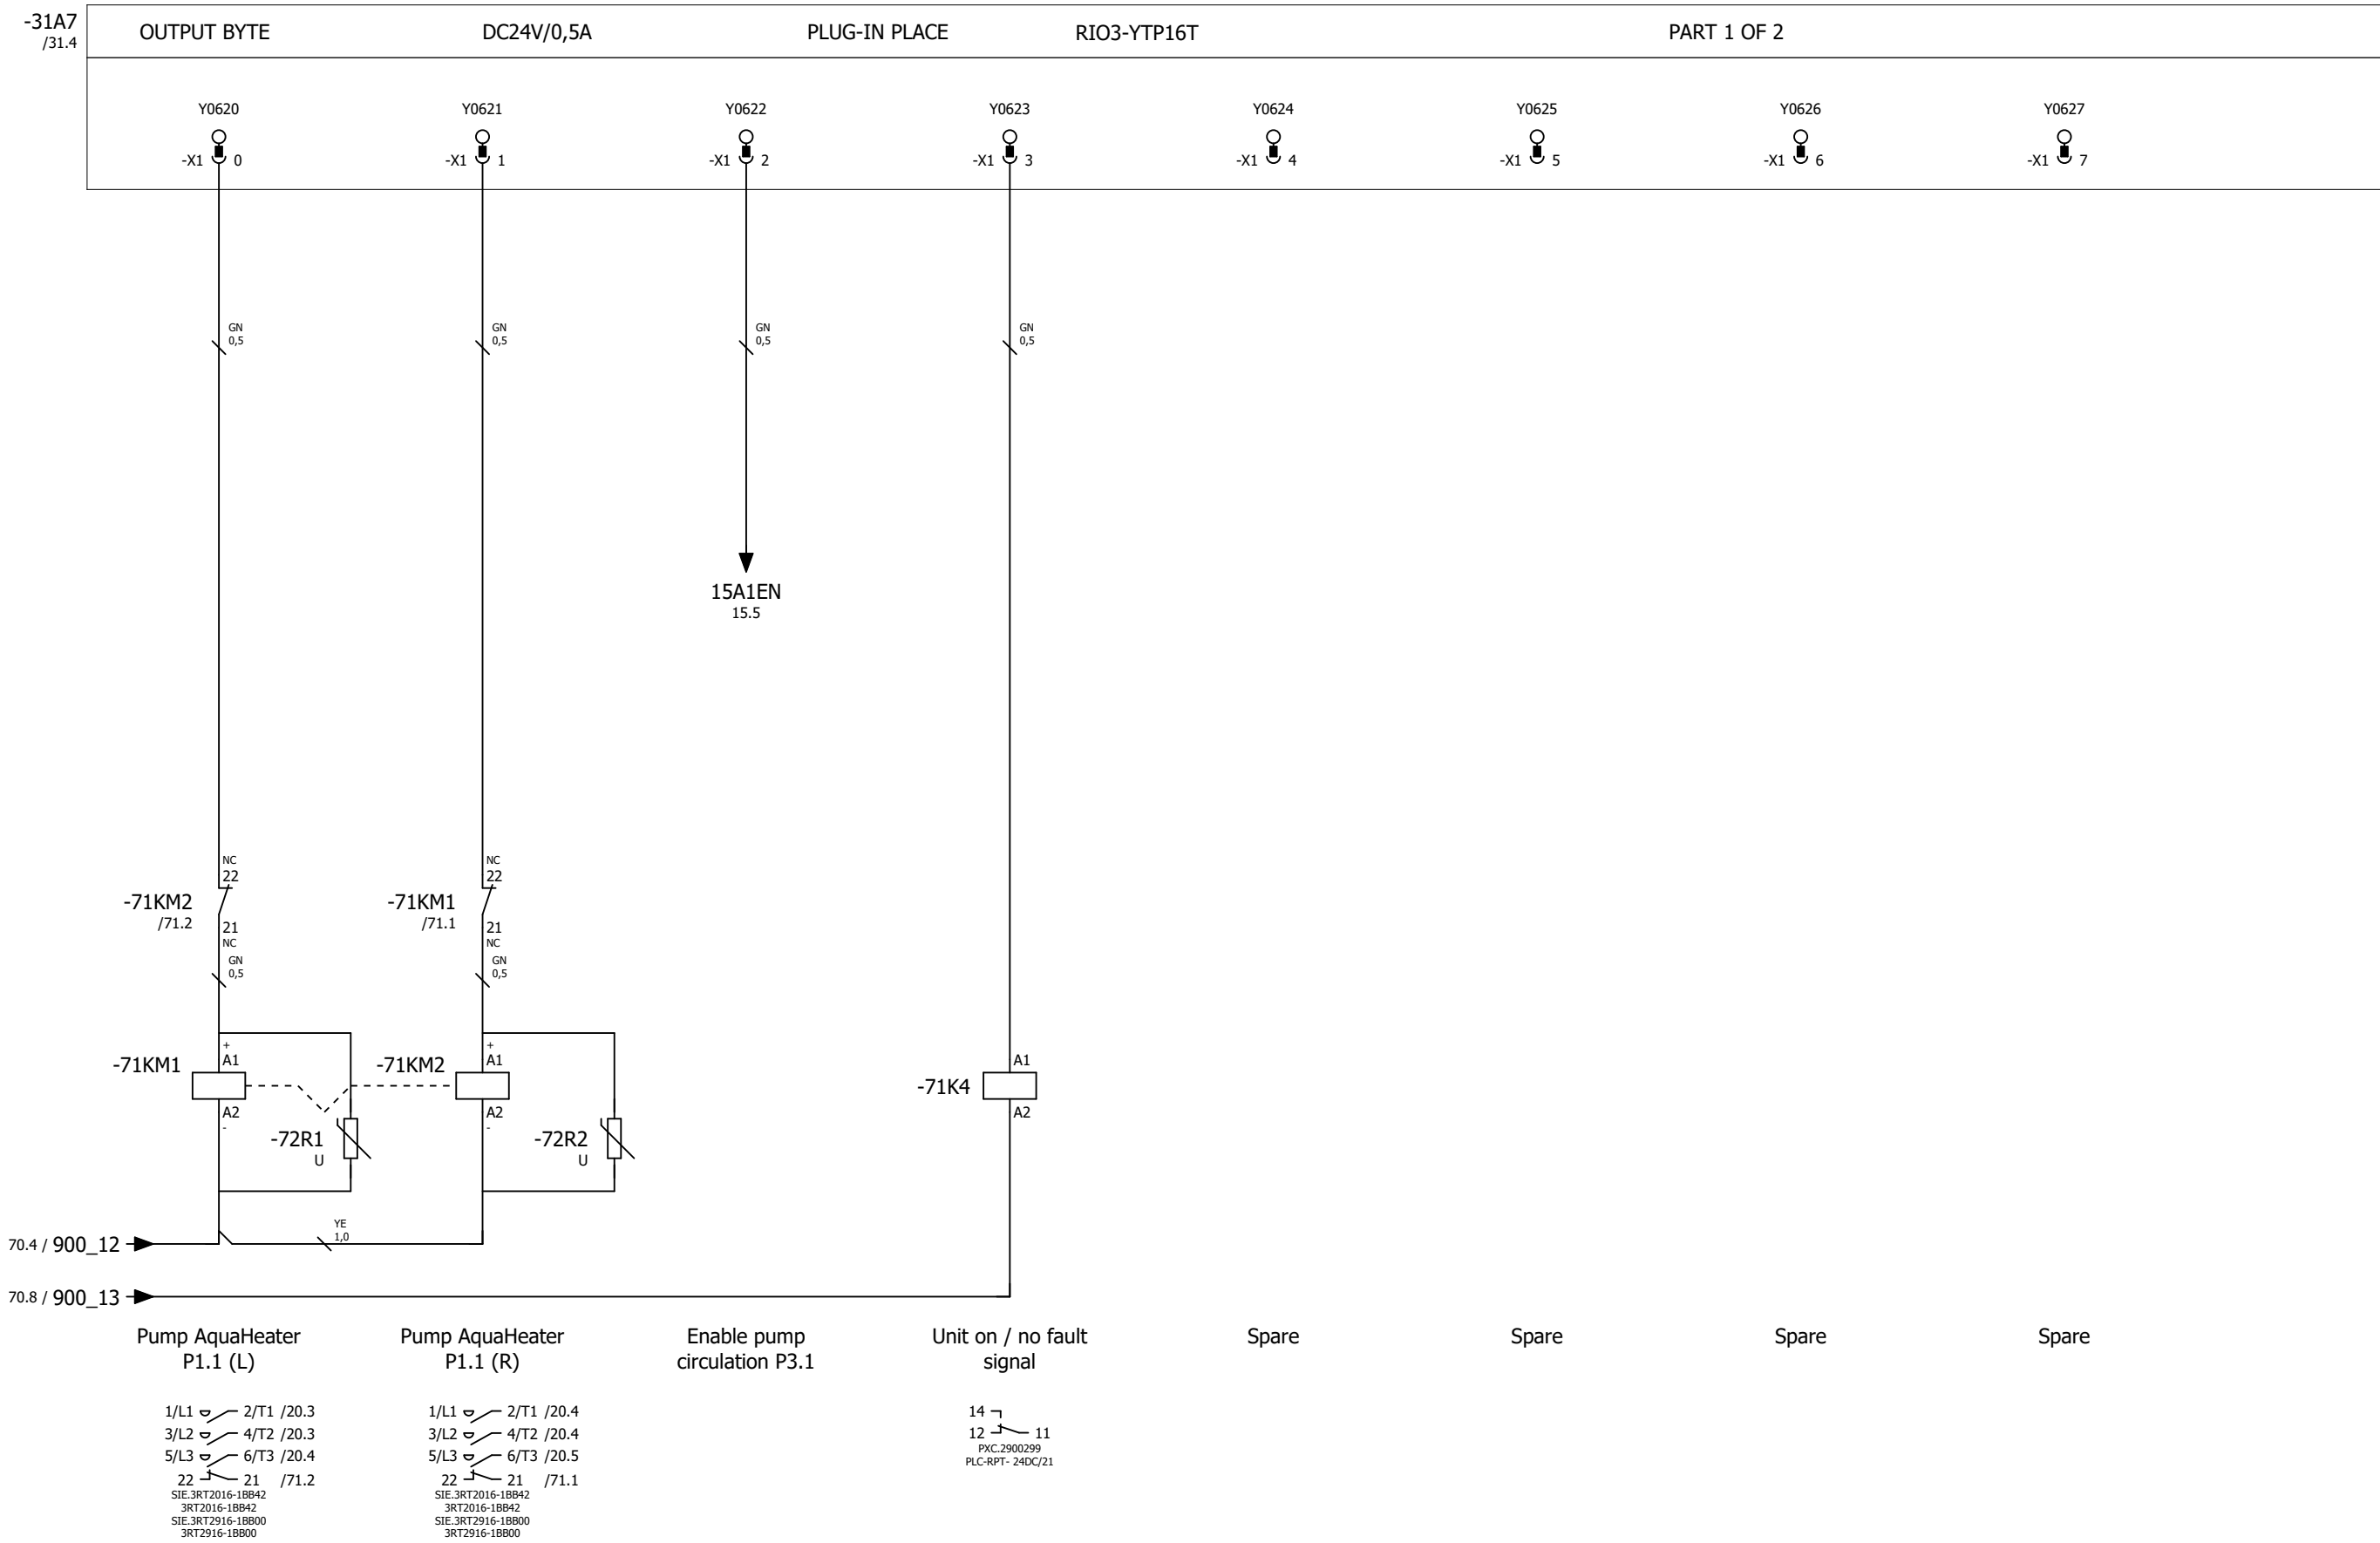 -31A7
/31.4
OUTPUT BYTE DC24V/0,5A PLUG-IN PLACE RIO3-YTP16T PART 1 OF 2
Y0620 Y0621 Y0622 Y0623 Y0624 Y0625 Y0626 Y0627
-X1 0 -X1 1 -X1 2 -X1 3 -X1 4 -X1 5 -X1 6 -X1 7
GN GN GN GN
0,5 0,5 0,5 0,5
15A1EN
15.5
NC NC
22 22
-71KM2 -71KM1
/71.2 /71.1
21 21
NC NC
GN GN
0,5 0,5
+ +
A1 A1 A1
-71KM1 -71KM2 -71K4
A2 A2 A2
- -
-72R1 -72R2
U U
YE
1,0
70.4 / 900_12
70.8 / 900_13
Pump AquaHeater Pump AquaHeater Enable pump Unit on / no fault Spare Spare Spare Spare
P1.1 (L) P1.1 (R) circulation P3.1 signal
1/L1 2/T1 /20.3 1/L1 2/T1 /20.4 14
3/L2 4/T2 /20.3 3/L2 4/T2 /20.4 12 11
5/L3 6/T3 /20.4 5/L3 6/T3 /20.5 PXC.2900299
PLC-RPT- 24DC/21
22 21 /71.2 22 21 /71.1
SIE.3RT2016-1BB42 SIE.3RT2016-1BB42
3RT2016-1BB42 3RT2016-1BB42
SIE.3RT2916-1BB00 SIE.3RT2916-1BB00
3RT2916-1BB00 3RT2916-1BB00